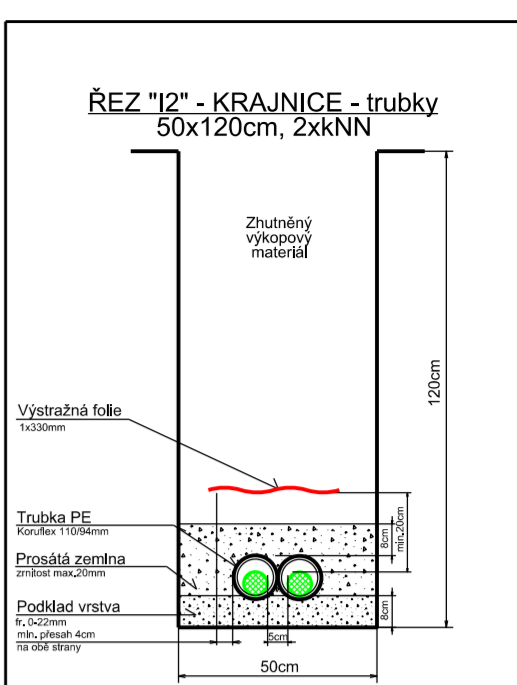 ŘEZ "I2" - KRAJNICE - trubky
50x120cm, 2xkNN
Zhutněný
výkopový
materiál
120cm
Výstražná folie
1x330mm
Trubka PE
Koruflex 110/94mm
Prosátá zemina
zrnitost max.20mm
Podklad vrstva
fr. 0-22mm
min. přesah 4cm
na obě strany
8cm
min.20cm
8cm
5cm
50cm